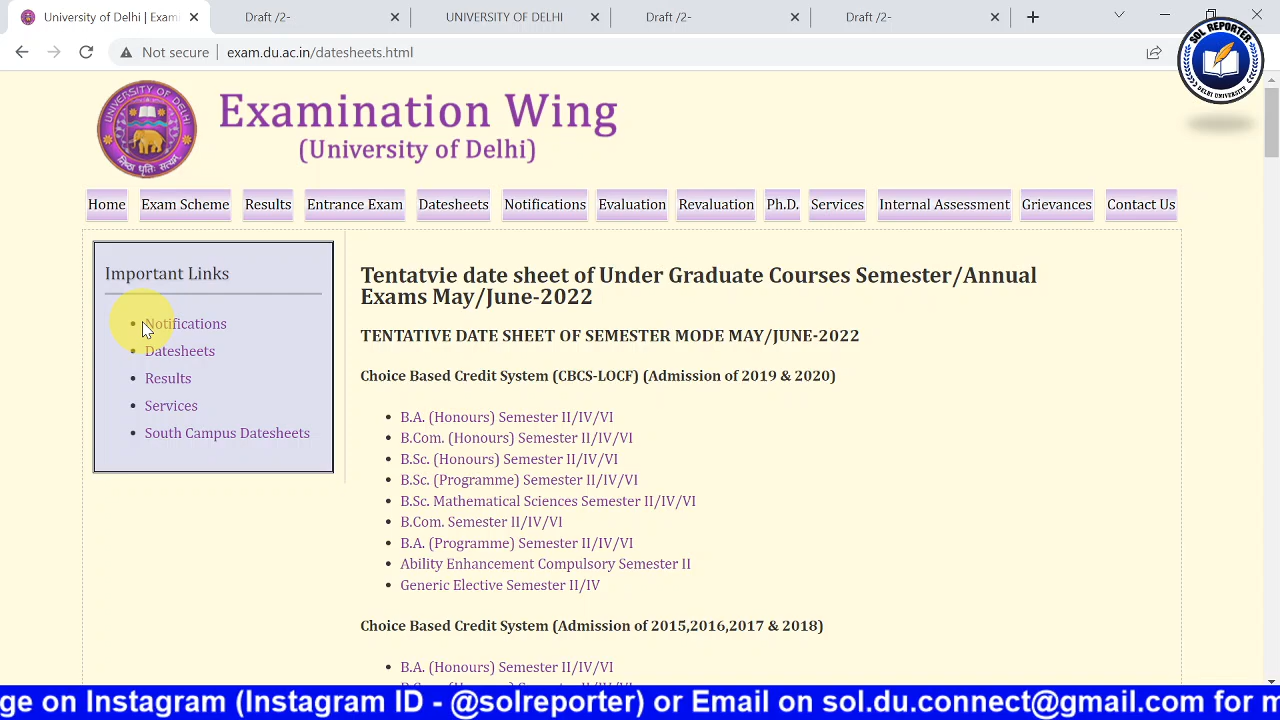 University of Delhi | Exami
Draft /2-
UNIVERSITY OF DELHI
Draft /2-
Draft /2-
Not secure
exam.du.ac.in/datesheets.html
SOL REPORTER
DELHI UNIVERSITY
UNIVERSITY OF DELHI
निष्ठा धृतिः सत्यम्
Examination Wing
(University of Delhi)
Home Exam Scheme Results Entrance Exam Datesheets Notifications Evaluation Revaluation Ph.D. Services Internal Assessment Grievances Contact Us
Important Links
Notifications
Datesheets
Results
Services
South Campus Datesheets
Tentatvie date sheet of Under Graduate Courses Semester/Annual
Exams May/June-2022
TENTATIVE DATE SHEET OF SEMESTER MODE MAY/JUNE-2022
Choice Based Credit System (CBCS-LOCF) (Admission of 2019 & 2020)
B.A. (Honours) Semester II/IV/VI
B.Com. (Honours) Semester II/IV/VI
B.Sc. (Honours) Semester II/IV/VI
B.Sc. (Programme) Semester II/IV/VI
B.Sc. Mathematical Sciences Semester II/IV/VI
B.Com. Semester II/IV/VI
B.A. (Programme) Semester II/IV/VI
Ability Enhancement Compulsory Semester II
Generic Elective Semester II/IV
Choice Based Credit System (Admission of 2015,2016,2017 & 2018)
B.A. (Honours) Semester II/IV/VI
ge on Instagram (Instagram ID - @solreporter) or Email on sol.du.connect@gmail.com for m